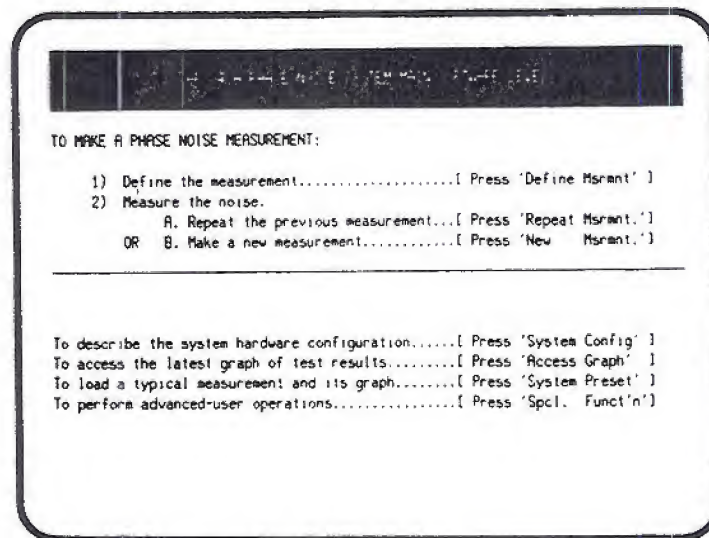 TO MAKE A PHASE NOISE MEASUREMENT:
1) Define the measurement...................[ Press 'Define Msrmnt' ]
2) Measure the noise.
A. Repeat the previous measurement...[ Press 'Repeat Msrmnt.']
OR B. Make a new measurement............[ Press 'New Msrmnt.']
To describe the system hardware configuration......[ Press 'System Config' ]
To access the latest graph of test results.........[ Press 'Access Graph' ]
To load a typical measurement and its graph........[ Press 'System Preset' ]
To perform advanced-user operations................[ Press 'Spcl. Funct'n']